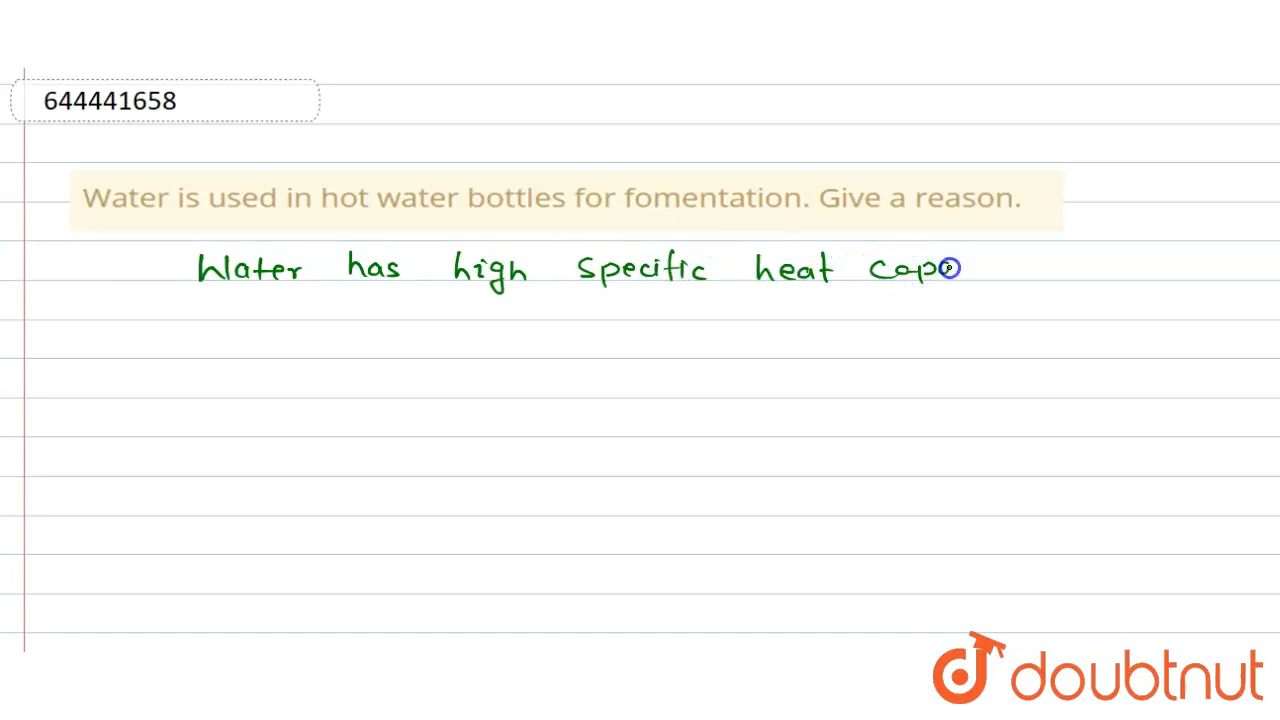 644441658
Water is used in hot water bottles for fomentation. Give a reason.
Water has high specific heat capa
doubtnut